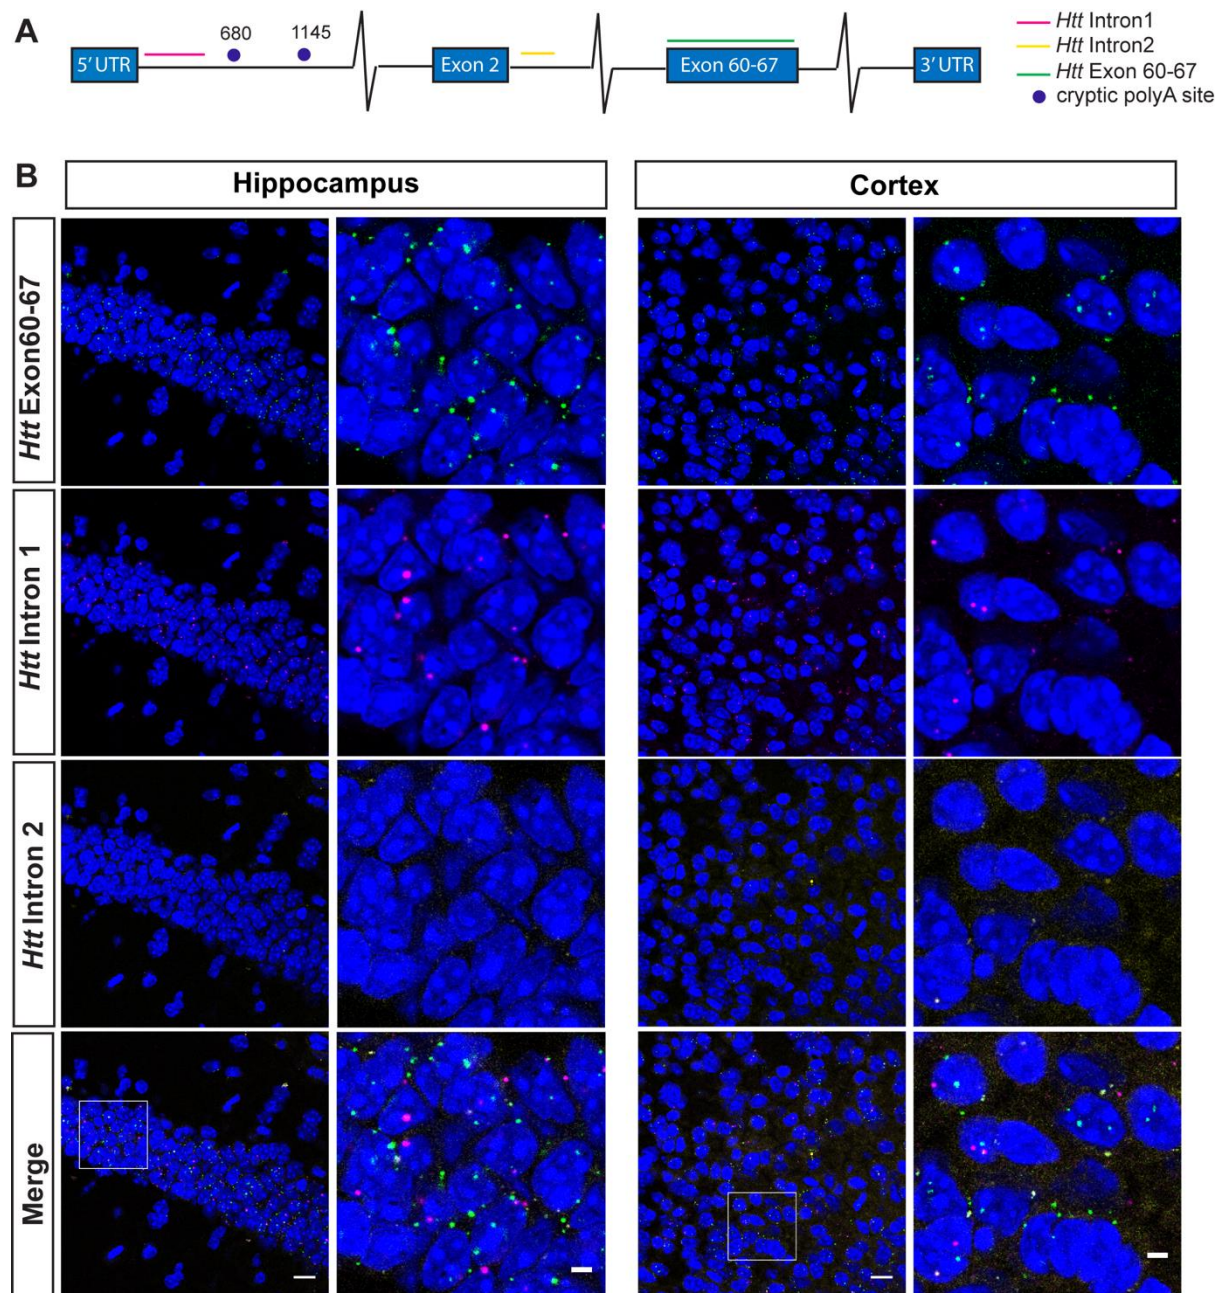 A
680
1145
5' UTR
Exon 2
Exon 60-67
3' UTR
Htt Intron1
Htt Intron2
Htt Exon 60-67
cryptic polyA site
B
Hippocampus
Cortex
Htt Exon60-67
Htt Intron 1
Htt Intron 2
Merge